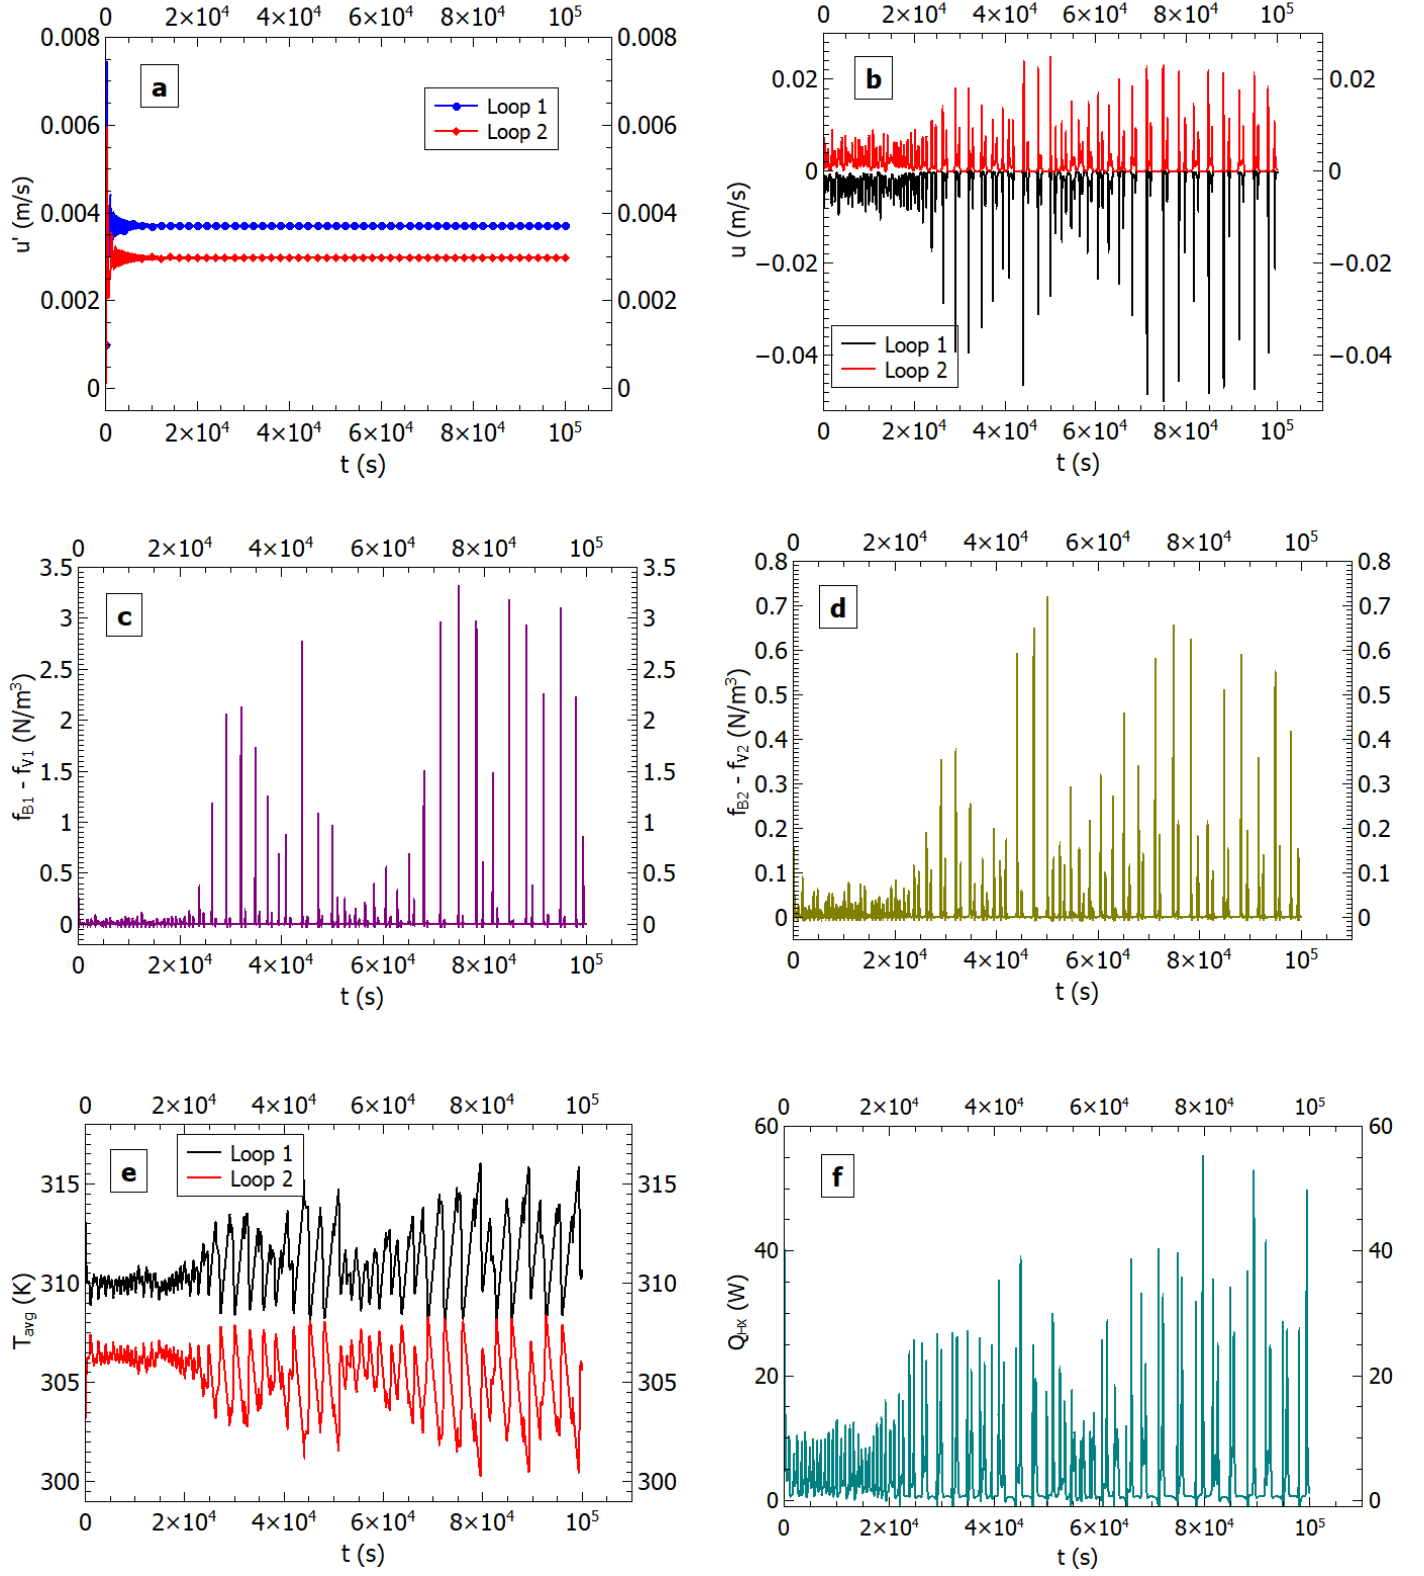 0 2×10⁴ 4×10⁴ 6×10⁴ 8×10⁴ 10⁵
0.008 0.008
a
Loop 1
Loop 2
0.006 0.006
u' (m/s)
0.004 0.004
0.002 0.002
0 0
0 2×10⁴ 4×10⁴ 6×10⁴ 8×10⁴ 10⁵
t (s)
0 2×10⁴ 4×10⁴ 6×10⁴ 8×10⁴ 10⁵
b
0.02 0.02
0 0
u (m/s)
−0.02 −0.02
Loop 1
−0.04 −0.04
Loop 2
0 2×10⁴ 4×10⁴ 6×10⁴ 8×10⁴ 10⁵
t (s)
0 2×10⁴ 4×10⁴ 6×10⁴ 8×10⁴ 10⁵
3.5 3.5
c
3 3
2.5 2.5
f_B1 - f_V1 (N/m³)
2 2
1.5 1.5
1 1
0.5 0.5
0 0
0 2×10⁴ 4×10⁴ 6×10⁴ 8×10⁴ 10⁵
t (s)
0 2×10⁴ 4×10⁴ 6×10⁴ 8×10⁴ 10⁵
0.8 0.8
d
0.7 0.7
0.6 0.6
0.5 0.5
f_B2 - f_V2 (N/m³)
0.4 0.4
0.3 0.3
0.2 0.2
0.1 0.1
0 0
0 2×10⁴ 4×10⁴ 6×10⁴ 8×10⁴ 10⁵
t (s)
0 2×10⁴ 4×10⁴ 6×10⁴ 8×10⁴ 10⁵
e
Loop 1
Loop 2
315 315
310 310
T_avg (K)
305 305
300 300
0 2×10⁴ 4×10⁴ 6×10⁴ 8×10⁴ 10⁵
t (s)
0 2×10⁴ 4×10⁴ 6×10⁴ 8×10⁴ 10⁵
60 60
f
40 40
Q_HX (W)
20 20
0 0
0 2×10⁴ 4×10⁴ 6×10⁴ 8×10⁴ 10⁵
t (s)